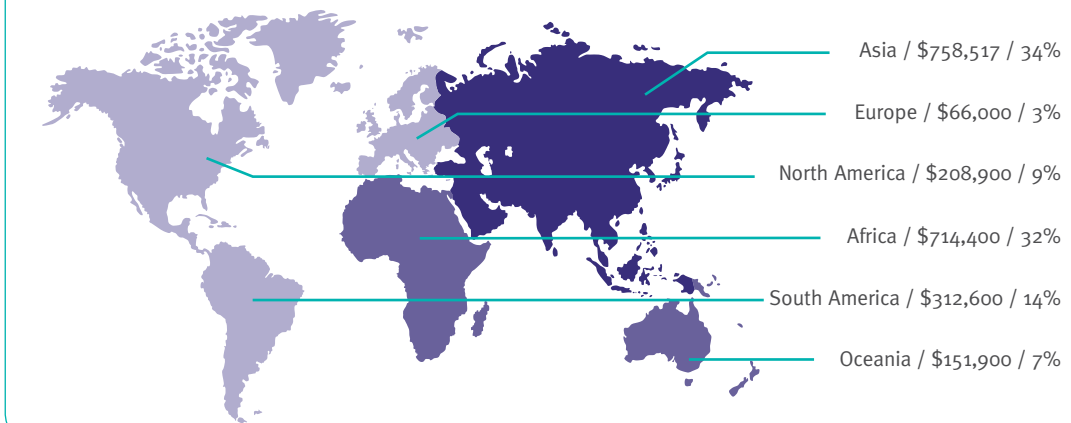 Asia / $758,517 / 34%
Europe / $66,000 / 3%
North America / $208,900 / 9%
Africa / $714,400 / 32%
South America / $312,600 / 14%
Oceania / $151,900 / 7%